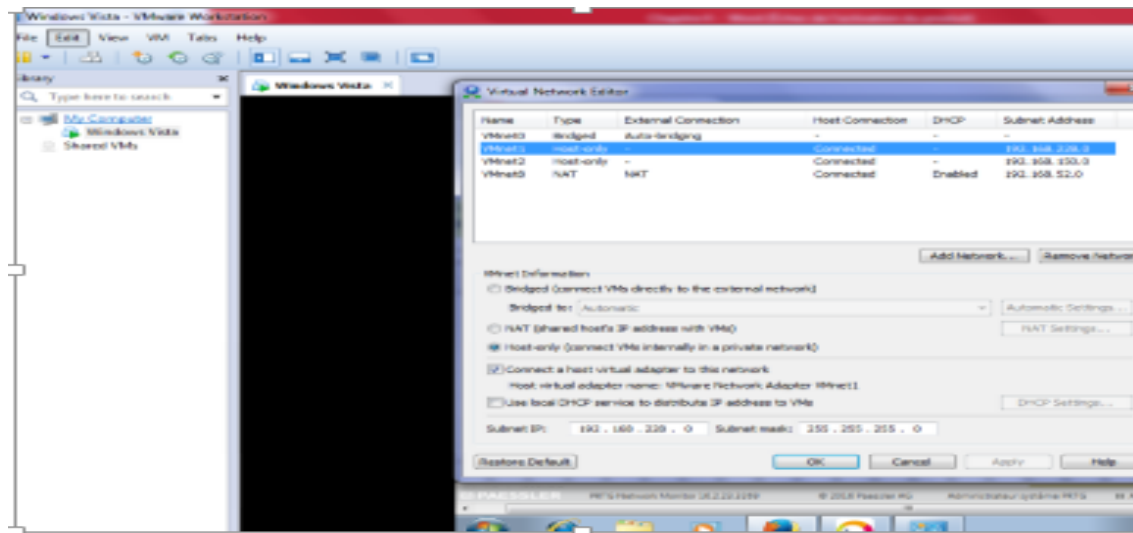 Windows Vista - VMware Workstation
File Edit View VM Tabs Help
Library
Type here to search
My Computer
Windows Vista
Shared VMs
Windows Vista
Virtual Network Editor
Name Type External Connection Host Connection DHCP Subnet Address
VMnet0 Bridged Auto-bridging - - -
VMnet1 Host-only - Connected - 192.168.228.0
VMnet2 Host-only - Connected - 192.168.150.0
VMnet8 NAT NAT Connected Enabled 192.168.52.0
Add Network... Remove Networ
VMnet Information
Bridged (connect VMs directly to the external network)
Bridged to: Automatic Automatic Settings...
NAT (shared host's IP address with VMs) NAT Settings...
Host-only (connect VMs internally in a private network)
Connect a host virtual adapter to this network
Host virtual adapter name: VMware Network Adapter VMnet1
Use local DHCP service to distribute IP address to VMs DHCP Settings...
Subnet IP: 192 . 168 . 228 . 0 Subnet mask: 255 . 255 . 255 . 0
Restore Default OK Cancel Apply Help
PAESSLER PRTG Network Monitor © 2018 Paessler AG Administrateur système PRTG